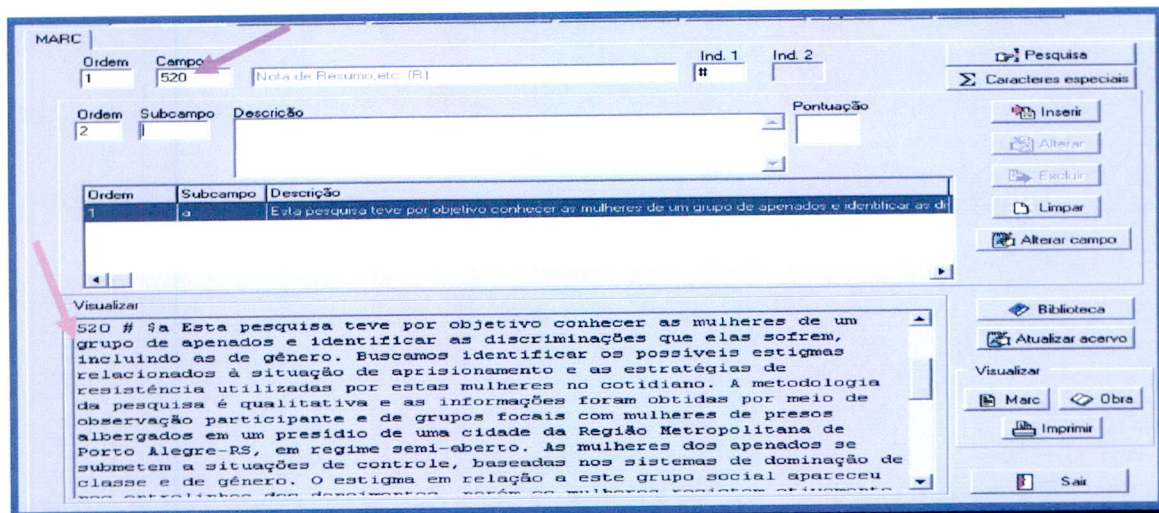 MARC
Ordem Campo Ind. 1 Ind. 2
1 520 Nota de Resumo,etc. (R) #
Pesquisa
Caracteres especiais
Ordem Subcampo Descrição Pontuação
2
Inserir
Alterar
Excluir
Limpar
Alterar campo
Ordem Subcampo Descrição
1 a Esta pesquisa teve por objetivo conhecer as mulheres de um grupo de apenados e identificar as di
Visualizar
520 # $a Esta pesquisa teve por objetivo conhecer as mulheres de um
grupo de apenados e identificar as discriminações que elas sofrem,
incluindo as de gênero. Buscamos identificar os possíveis estigmas
relacionados à situação de aprisionamento e as estratégias de
resistência utilizadas por estas mulheres no cotidiano. A metodologia
da pesquisa é qualitativa e as informações foram obtidas por meio de
observação participante e de grupos focais com mulheres de presos
albergados em um presídio de uma cidade da Região Metropolitana de
Porto Alegre-RS, em regime semi-aberto. As mulheres dos apenados se
submetem a situações de controle, baseadas nos sistemas de dominação de
classe e de gênero. O estigma em relação a este grupo social apareceu
Biblioteca
Atualizar acervo
Visualizar
Marc Obra
Imprimir
Sair